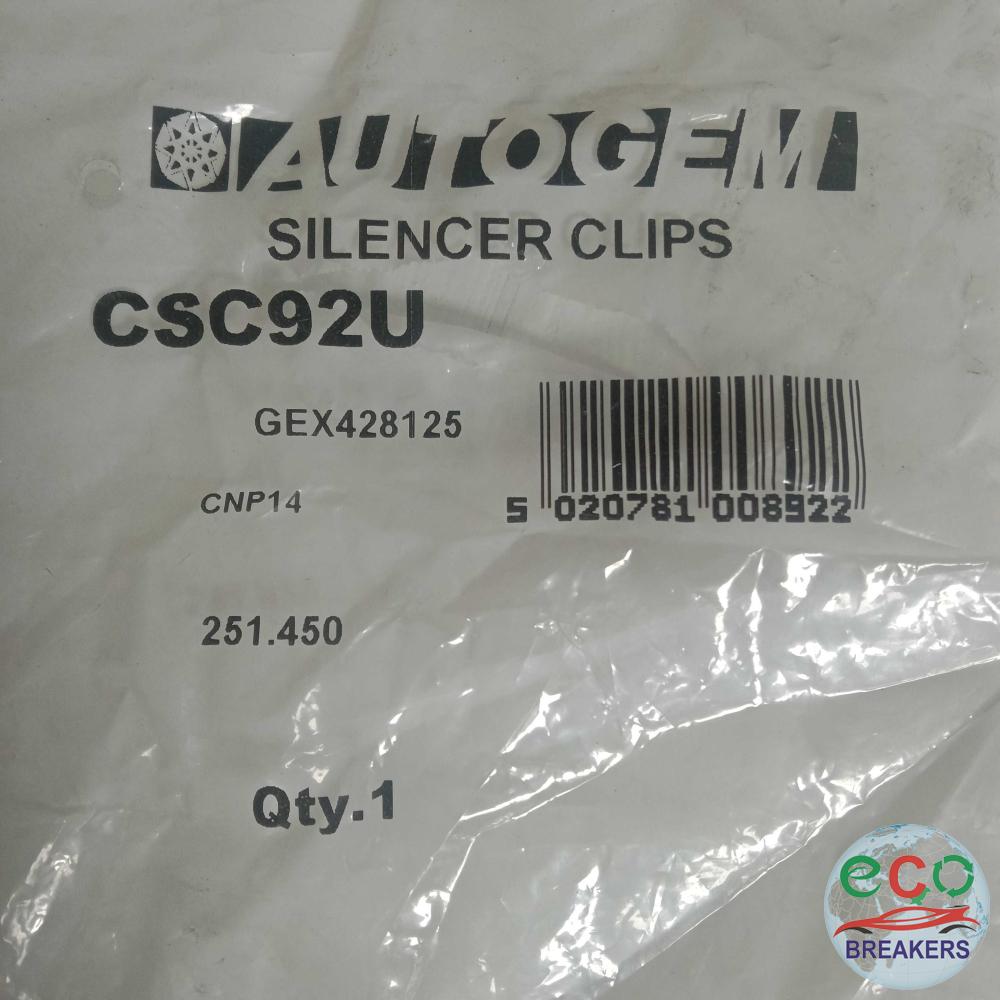 AUTOGEM
SILENCER CLIPS
CSC92U
GEX428125
CNP14
5 020781 008922
251.450
Qty.1
eco
BREAKERS